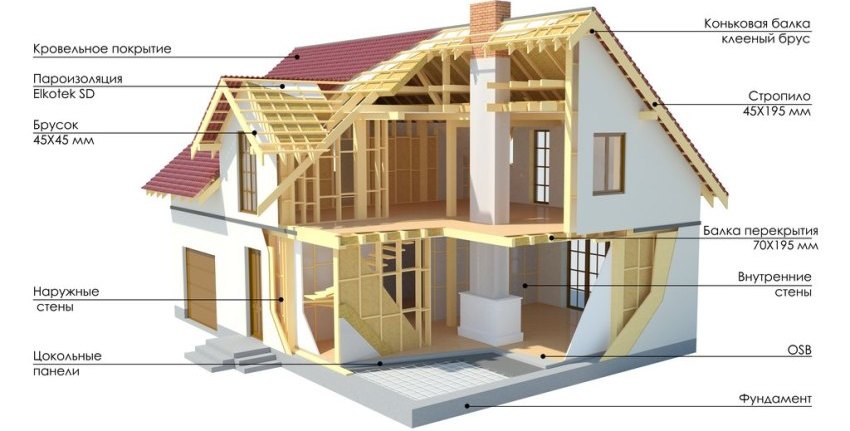 Кровельное покрытие
Пароизоляция
Elkotek SD
Брусок
45X45 мм
Наружные
стены
Цокольные
панели
Коньковая балка
клееный брус
Стропило
45X195 мм
Балка перекрытия
70X195 мм
Внутренние
стены
OSB
Фундамент